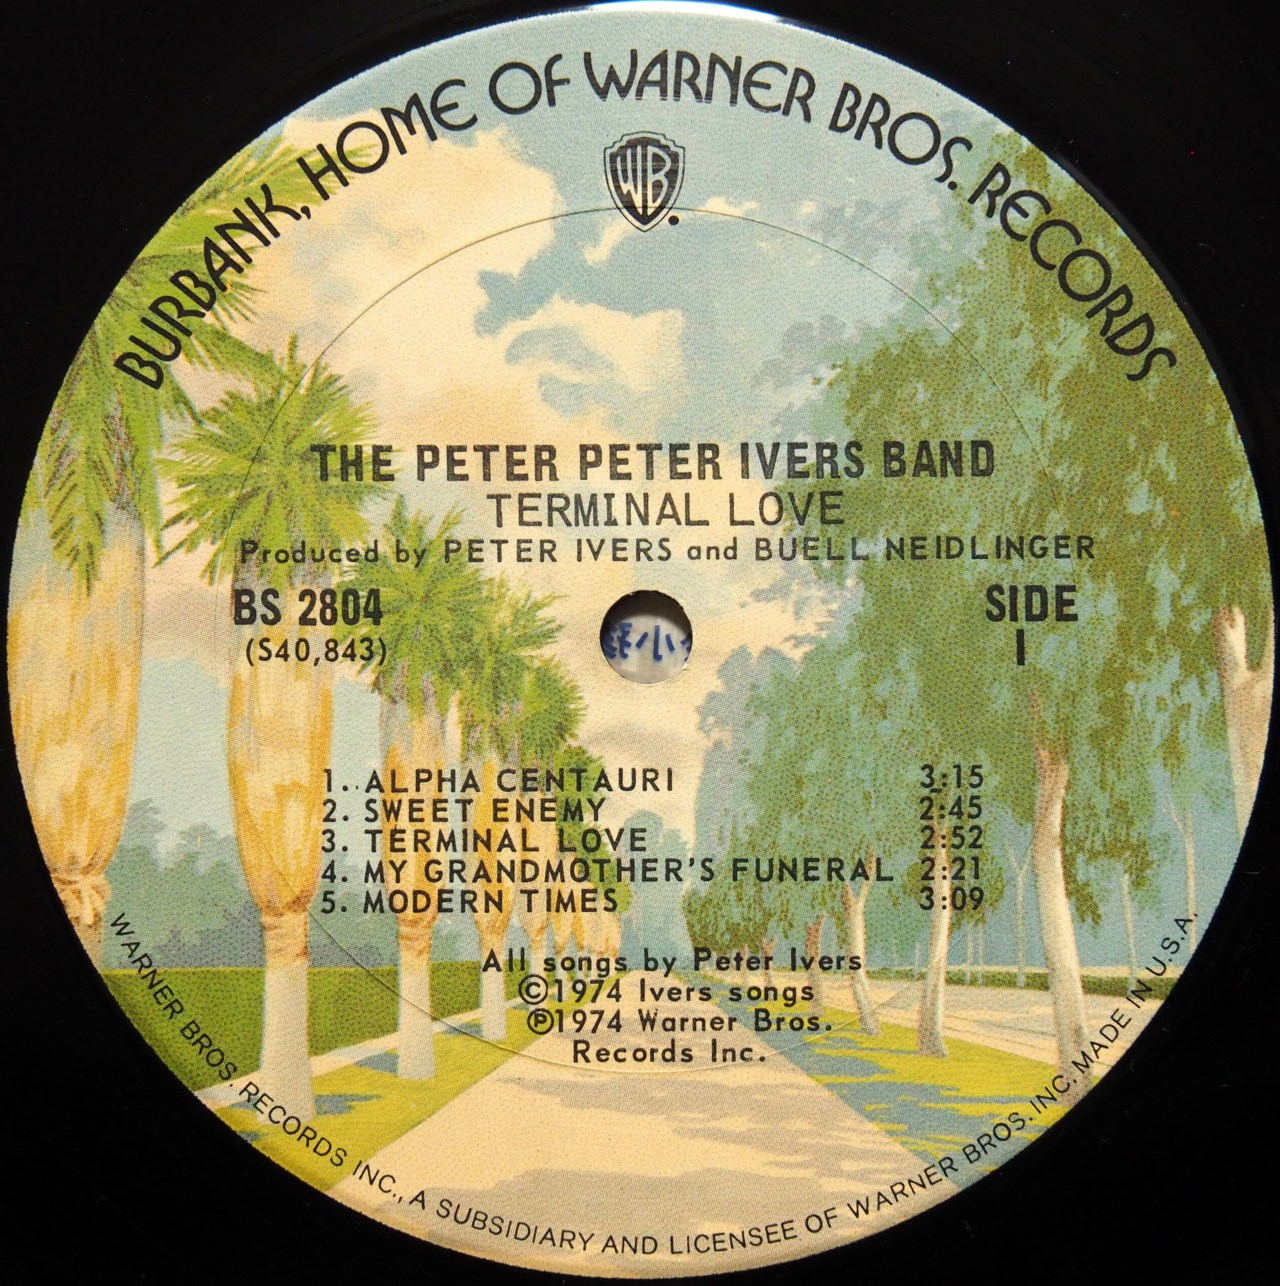 BURBANK, HOME OF WARNER BROS. RECORDS
WB
THE PETER PETER IVERS BAND
TERMINAL LOVE
Produced by PETER IVERS and BUELL NEIDLINGER
BS 2804
(S40,843)
SIDE
1
1. ALPHA CENTAURI 3:15
2. SWEET ENEMY 2:45
3. TERMINAL LOVE 2:52
4. MY GRANDMOTHER'S FUNERAL 2:21
5. MODERN TIMES 3:09
All songs by Peter Ivers
©1974 Ivers songs
℗1974 Warner Bros.
Records Inc.
WARNER BROS. RECORDS INC., A SUBSIDIARY AND LICENSEE OF WARNER BROS. INC. MADE IN U.S.A.